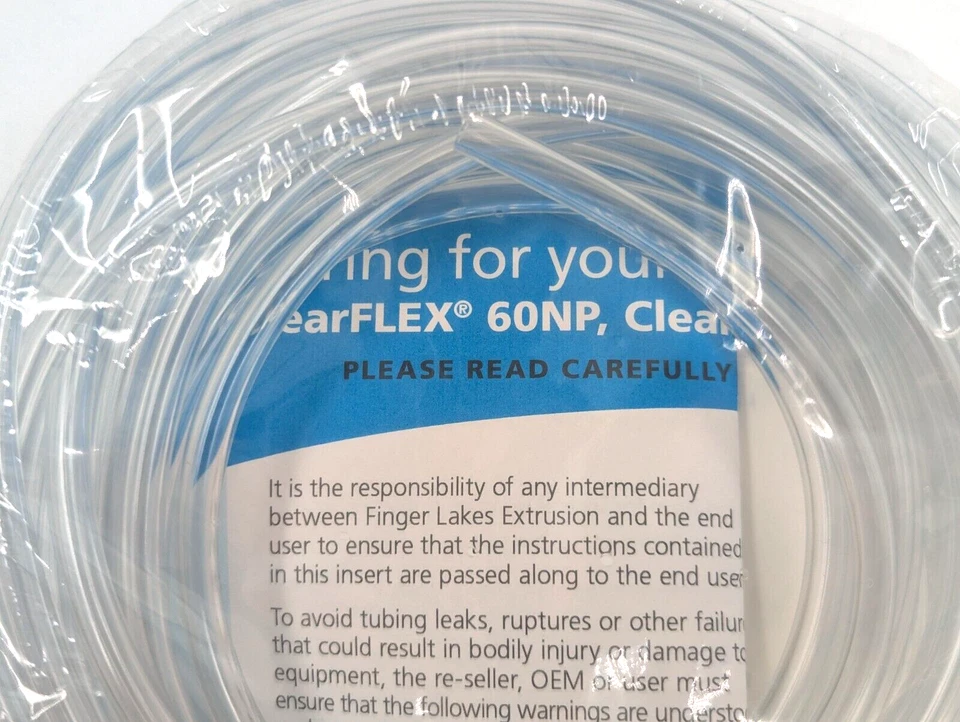 ring for your
earFLEX® 60NP, Clear
PLEASE READ CAREFULLY
It is the responsibility of any intermediary
between Finger Lakes Extrusion and the end
user to ensure that the instructions contained
in this insert are passed along to the end user
To avoid tubing leaks, ruptures or other failur
that could result in bodily injury or damage to
equipment, the re-seller, OEM or user must
ensure that the following warnings are understo